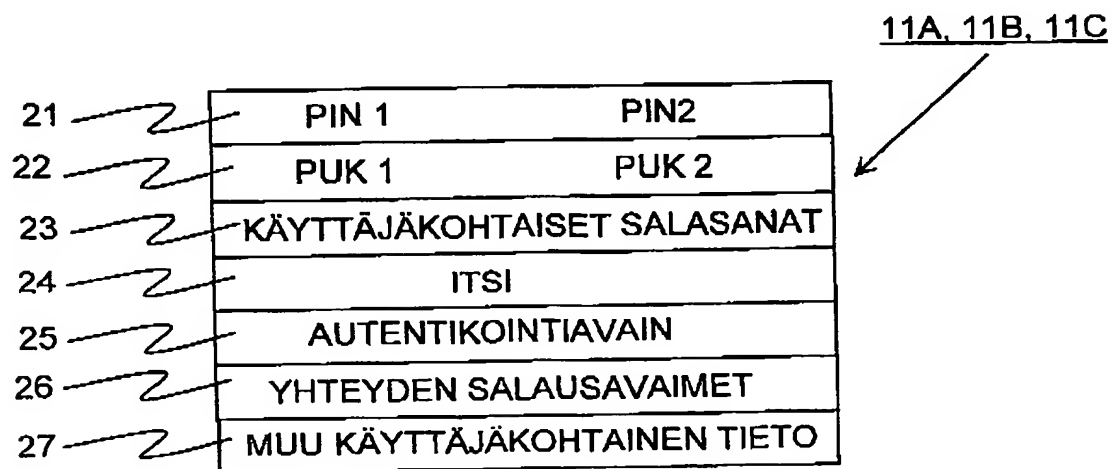 11A, 11B, 11C
21 PIN 1 PIN2
22 PUK 1 PUK 2
23 KÄYTTÄJÄKOHTAISET SALASANAT
24 ITSI
25 AUTENTIKOINTIAVAIN
26 YHTEYDEN SALAUSAVAIMET
27 MUU KÄYTTÄJÄKOHTAINEN TIETO